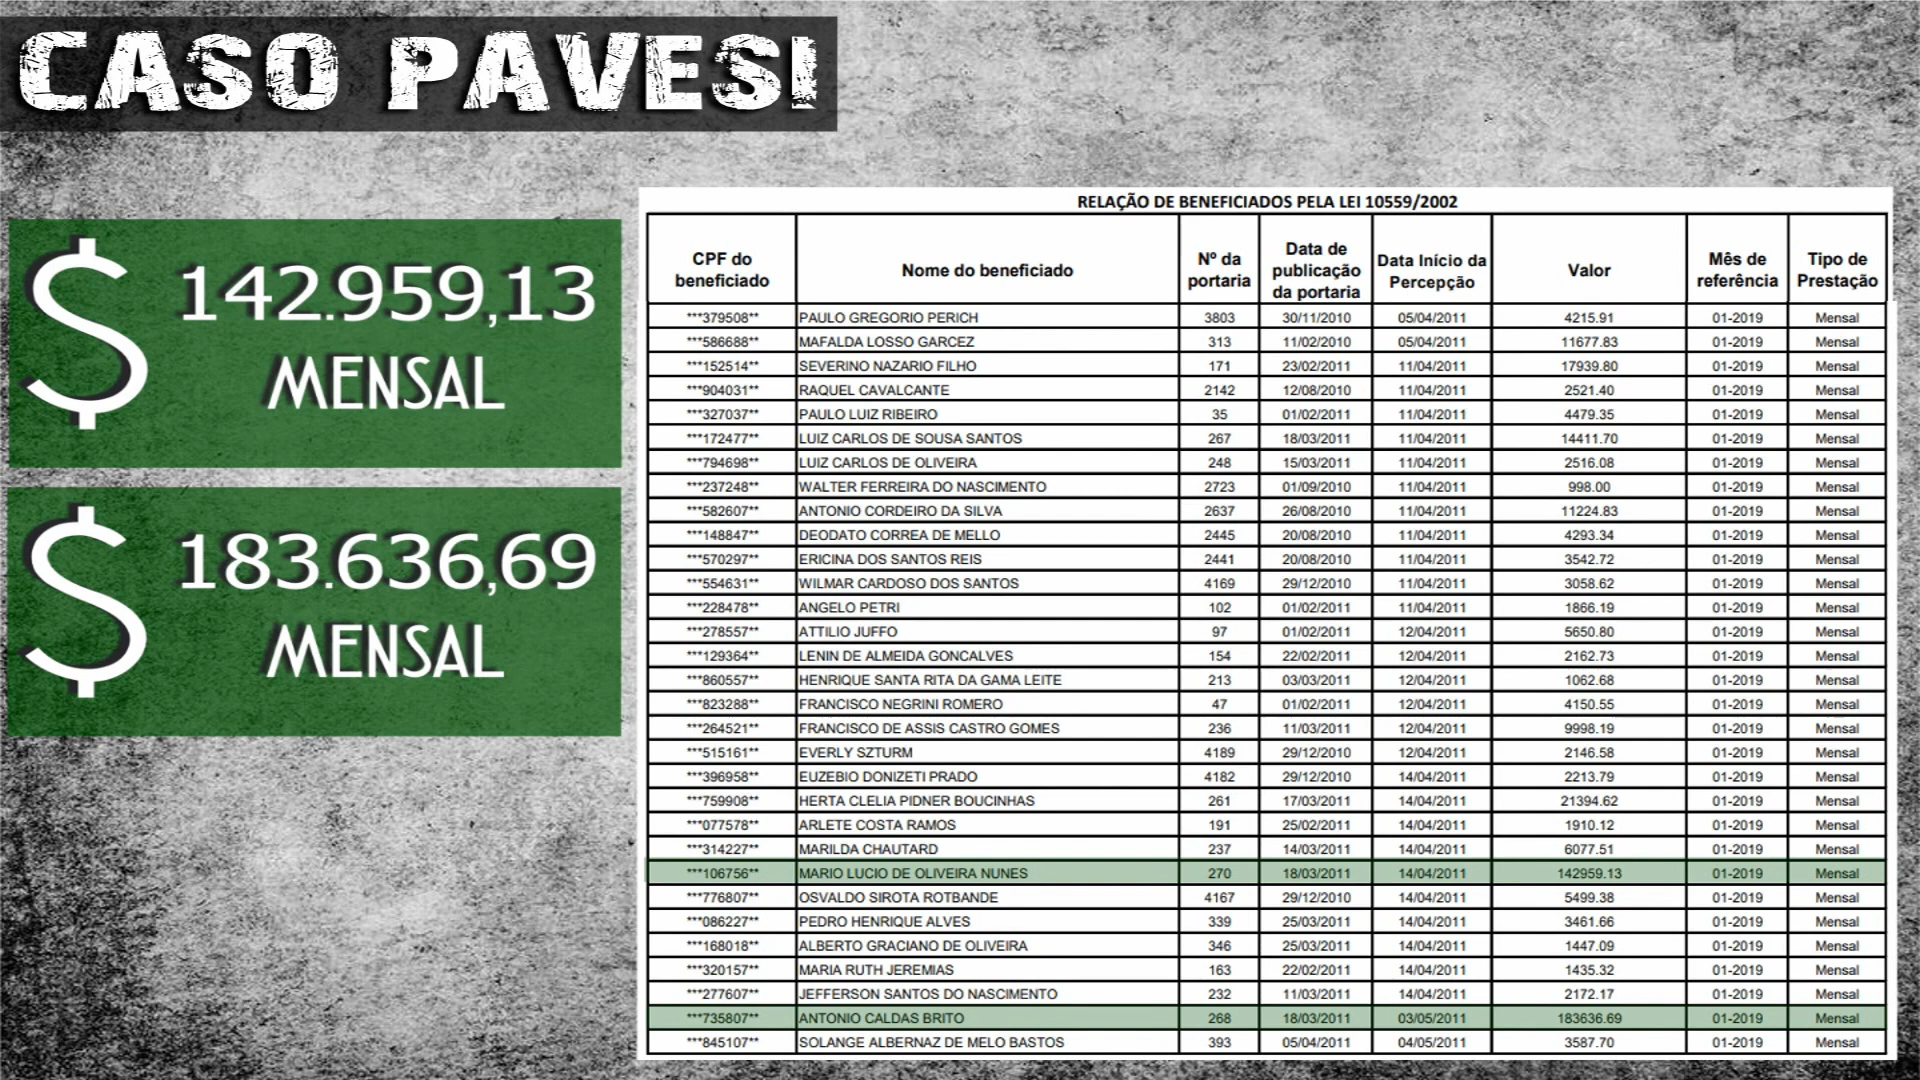 CASO PAVESI
$ 142.959,13
MENSAL
$ 183.636,69
MENSAL
RELAÇÃO DE BENEFICIADOS PELA LEI 10559/2002
CPF do beneficiado Nome do beneficiado Nº da portaria Data de publicação da portaria Data Início da Percepção Valor Mês de referência Tipo de Prestação
***379508** PAULO GREGORIO PERICH 3803 30/11/2010 05/04/2011 4215.91 01-2019 Mensal
***586688** MAFALDA LOSSO GARCEZ 313 11/02/2010 05/04/2011 11677.83 01-2019 Mensal
***152514** SEVERINO NAZARIO FILHO 171 23/02/2011 11/04/2011 17939.80 01-2019 Mensal
***904031** RAQUEL CAVALCANTE 2142 12/08/2010 11/04/2011 2521.40 01-2019 Mensal
***327037** PAULO LUIZ RIBEIRO 35 01/02/2011 11/04/2011 4479.35 01-2019 Mensal
***172477** LUIZ CARLOS DE SOUSA SANTOS 267 18/03/2011 11/04/2011 14411.70 01-2019 Mensal
***794698** LUIZ CARLOS DE OLIVEIRA 248 15/03/2011 11/04/2011 2516.08 01-2019 Mensal
***237248** WALTER FERREIRA DO NASCIMENTO 2723 01/09/2010 11/04/2011 998.00 01-2019 Mensal
***582607** ANTONIO CORDEIRO DA SILVA 2637 26/08/2010 11/04/2011 11224.83 01-2019 Mensal
***148847** DEODATO CORREA DE MELLO 2445 20/08/2010 11/04/2011 4293.34 01-2019 Mensal
***570297** ERICINA DOS SANTOS REIS 2441 20/08/2010 11/04/2011 3542.72 01-2019 Mensal
***554631** WILMAR CARDOSO DOS SANTOS 4169 29/12/2010 11/04/2011 3058.62 01-2019 Mensal
***228478** ANGELO PETRI 102 01/02/2011 11/04/2011 1866.19 01-2019 Mensal
***278557** ATTILIO JUFFO 97 01/02/2011 12/04/2011 5650.80 01-2019 Mensal
***129364** LENIN DE ALMEIDA GONCALVES 154 22/02/2011 12/04/2011 2162.73 01-2019 Mensal
***860557** HENRIQUE SANTA RITA DA GAMA LEITE 213 03/03/2011 12/04/2011 1062.68 01-2019 Mensal
***823288** FRANCISCO NEGRINI ROMERO 47 01/02/2011 12/04/2011 4150.55 01-2019 Mensal
***264521** FRANCISCO DE ASSIS CASTRO GOMES 236 11/03/2011 12/04/2011 9998.19 01-2019 Mensal
***515161** EVERLY SZTURM 4189 29/12/2010 12/04/2011 2146.58 01-2019 Mensal
***396958** EUZEBIO DONIZETI PRADO 4182 29/12/2010 14/04/2011 2213.79 01-2019 Mensal
***759908** HERTA CLELIA PIDNER BOUCINHAS 261 17/03/2011 14/04/2011 21394.62 01-2019 Mensal
***077578** ARLETE COSTA RAMOS 191 25/02/2011 14/04/2011 1910.12 01-2019 Mensal
***314227** MARILDA CHAUTARD 237 14/03/2011 14/04/2011 6077.51 01-2019 Mensal
***106756** MARIO LUCIO DE OLIVEIRA NUNES 270 18/03/2011 14/04/2011 142959.13 01-2019 Mensal
***776807** OSVALDO SIROTA ROTBANDE 4167 29/12/2010 14/04/2011 5499.38 01-2019 Mensal
***086227** PEDRO HENRIQUE ALVES 339 25/03/2011 14/04/2011 3461.66 01-2019 Mensal
***168018** ALBERTO GRACIANO DE OLIVEIRA 346 25/03/2011 14/04/2011 1447.09 01-2019 Mensal
***320157** MARIA RUTH JEREMIAS 163 22/02/2011 14/04/2011 1435.32 01-2019 Mensal
***277607** JEFFERSON SANTOS DO NASCIMENTO 232 11/03/2011 14/04/2011 2172.17 01-2019 Mensal
***735807** ANTONIO CALDAS BRITO 268 18/03/2011 03/05/2011 183636.69 01-2019 Mensal
***845107** SOLANGE ALBERNAZ DE MELO BASTOS 393 05/04/2011 04/05/2011 3587.70 01-2019 Mensal